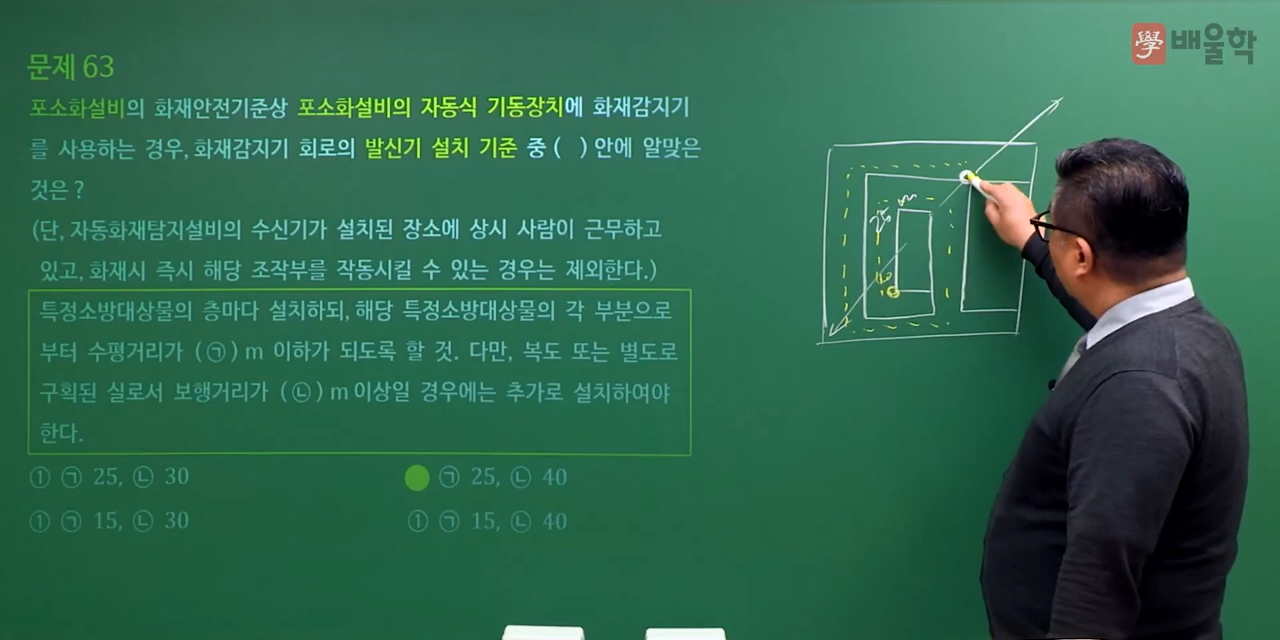 學 배울학
문제 63
포소화설비의 화재안전기준상 포소화설비의 자동식 기동장치에 화재감지기
를 사용하는 경우, 화재감지기 회로의 발신기 설치 기준 중 ( ) 안에 알맞은
것은?
(단, 자동화재탐지설비의 수신기가 설치된 장소에 상시 사람이 근무하고
있고, 화재시 즉시 해당 조작부를 작동시킬 수 있는 경우는 제외한다.)
특정소방대상물의 층마다 설치하되, 해당 특정소방대상물의 각 부분으로
부터 수평거리가 (㉠) m 이하가 되도록 할 것. 다만, 복도 또는 별도로
구획된 실로서 보행거리가 (㉡) m 이상일 경우에는 추가로 설치하여야
한다.
① ㉠ 25, ㉡ 30
㉠ 25, ㉡ 40
① ㉠ 15, ㉡ 30
① ㉠ 15, ㉡ 40
25 m